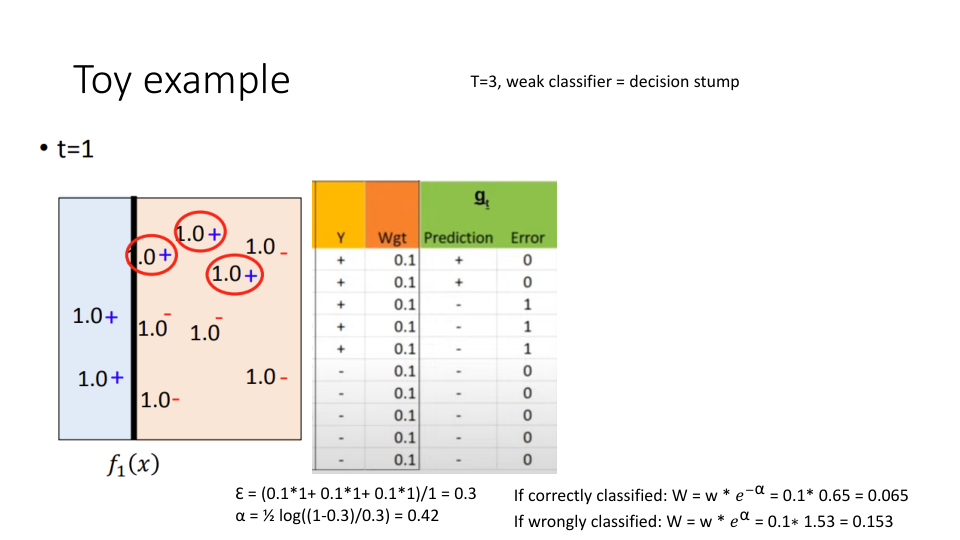 Toy example
T=3, weak classifier = decision stump
• t=1
1.0 +
.0 +
1.0 -
1.0 +
1.0 +
1.0 -
1.0 -
1.0 +
1.0 -
1.0 -
f₁(x)
gₜ
Y Wgt Prediction Error
+ 0.1 + 0
+ 0.1 + 0
+ 0.1 - 1
+ 0.1 - 1
+ 0.1 - 1
- 0.1 - 0
- 0.1 - 0
- 0.1 - 0
- 0.1 - 0
- 0.1 - 0
Ɛ = (0.1*1+ 0.1*1+ 0.1*1)/1 = 0.3
α = ½ log((1-0.3)/0.3) = 0.42
If correctly classified: W = w * 𝑒^−α = 0.1* 0.65 = 0.065
If wrongly classified: W = w * 𝑒^α = 0.1∗ 1.53 = 0.153